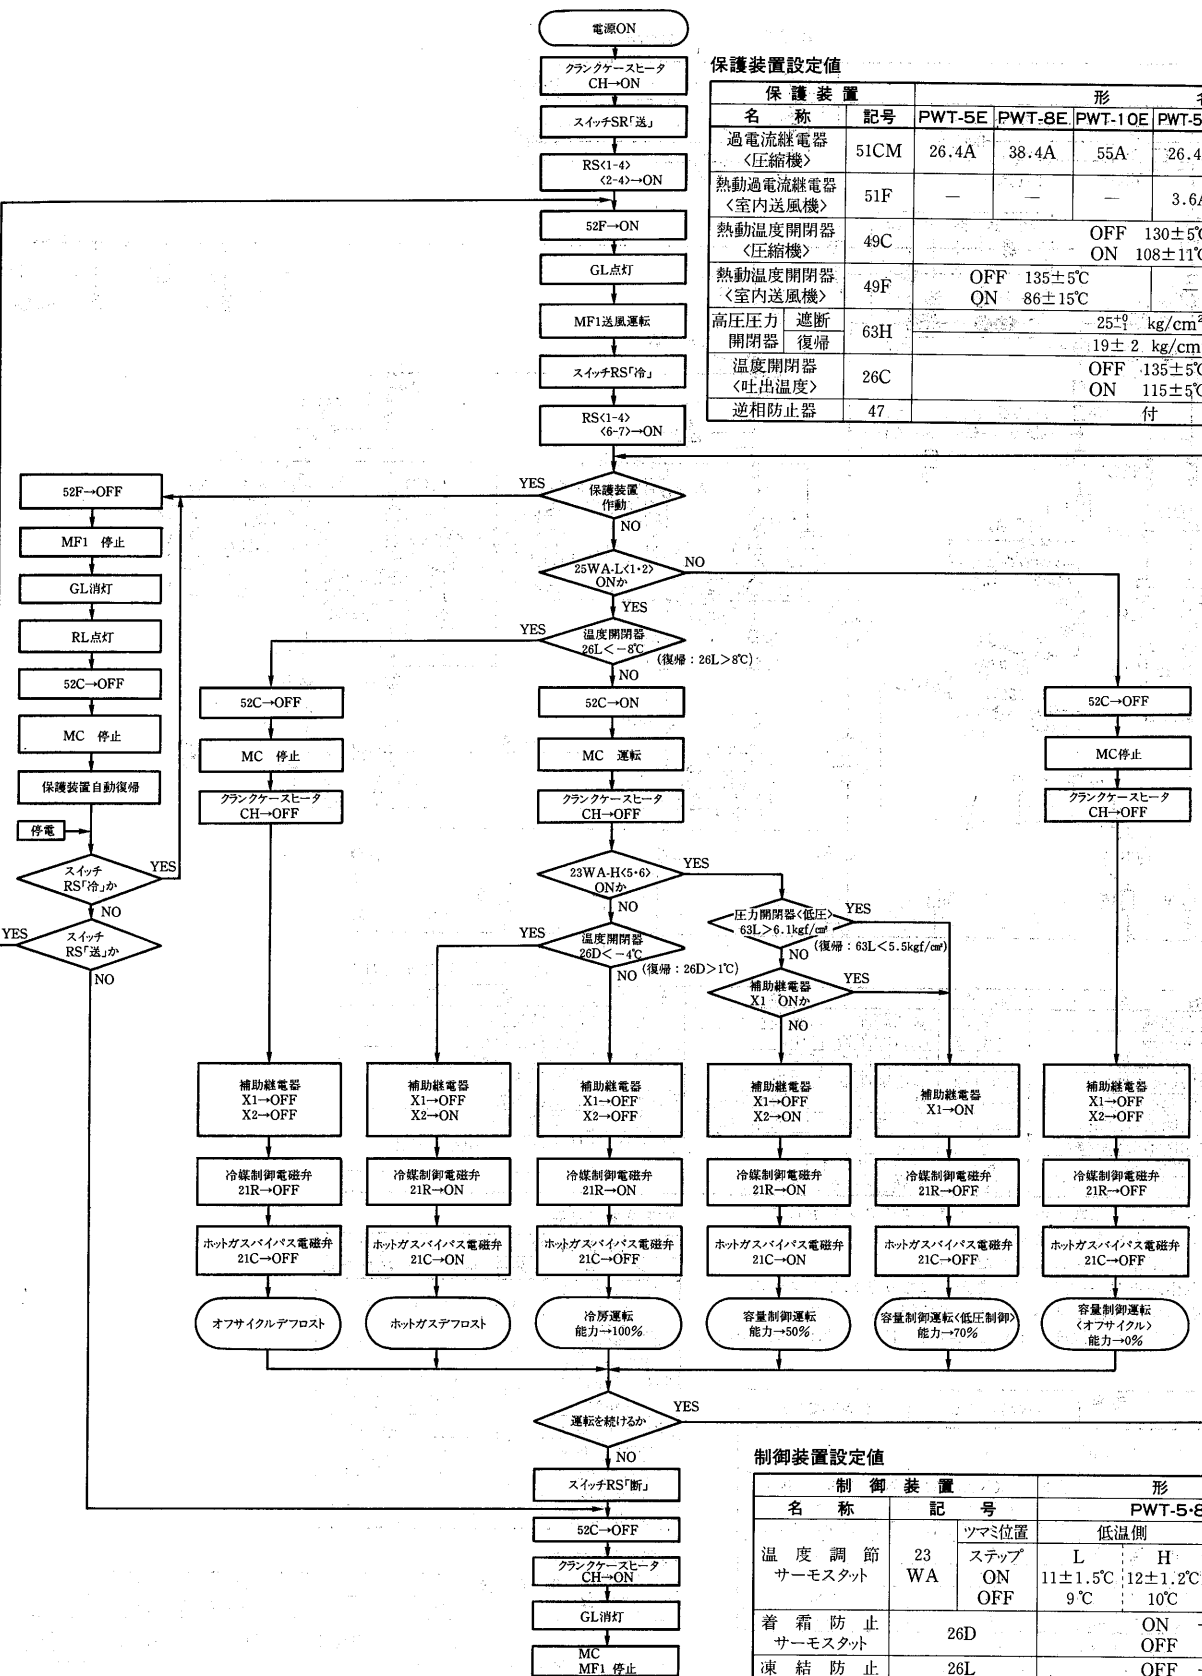 電源ON
クランクケースヒータ
CH→ON
スイッチSR「送」
RS<1-4>
<2-4>→ON
52F→ON
GL点灯
MF1送風運転
スイッチRS「冷」
RS<1-4>
<6-7>→ON
保護装置設定値
保護装置
形
名称
記号
PWT-5E
PWT-8E
PWT-10E
PWT-5
過電流継電器
<圧縮機>
51CM
26.4A
38.4A
55A
26.4
熱動過電流継電器
<室内送風機>
51F
—
—
—
3.6A
熱動温度開閉器
<圧縮機>
49C
OFF 130±5℃
ON 108±11℃
熱動温度開閉器
<室内送風機>
49F
OFF 135±5℃
ON 86±15℃
—
高圧圧力
開閉器
遮断
復帰
63H
25+0-1 kg/cm²
19±2 kg/cm
温度開閉器
<吐出温度>
26C
OFF 135±5℃
ON 115±5℃
逆相防止器
47
付
保護装置
作動
YES
NO
52F→OFF
MF1 停止
GL消灯
RL点灯
52C→OFF
MC 停止
保護装置自動復帰
停電
スイッチ
RS「冷」か
YES
NO
スイッチ
RS「送」か
YES
NO
25WA-L<1・2>
ONか
NO
YES
温度開閉器
26L<-8℃
(復帰：26L>8℃)
YES
NO
52C→OFF
MC 停止
クランクケースヒータ
CH→OFF
52C→ON
MC 運転
クランクケースヒータ
CH→OFF
52C→OFF
MC停止
クランクケースヒータ
CH→OFF
23WA-H<5・6>
ONか
YES
NO
温度開閉器
26D<-4℃
(復帰：26D>1℃)
YES
NO
圧力開閉器<低圧>
63L>6.1kgf/cm²
(復帰：63L<5.5kgf/cm²)
YES
NO
補助継電器
X1 ONか
YES
NO
補助継電器
X1→OFF
X2→OFF
補助継電器
X1→OFF
X2→ON
補助継電器
X1→OFF
X2→OFF
補助継電器
X1→OFF
X2→ON
補助継電器
X1→ON
補助継電器
X1→OFF
X2→OFF
冷媒制御電磁弁
21R→OFF
冷媒制御電磁弁
21R→ON
冷媒制御電磁弁
21R→ON
冷媒制御電磁弁
21R→ON
冷媒制御電磁弁
21R→OFF
冷媒制御電磁弁
21R→OFF
ホットガスバイパス電磁弁
21C→OFF
ホットガスバイパス電磁弁
21C→ON
ホットガスバイパス電磁弁
21C→OFF
ホットガスバイパス電磁弁
21C→ON
ホットガスバイパス電磁弁
21C→OFF
ホットガスバイパス電磁弁
21C→OFF
オフサイクルデフロスト
ホットガスデフロスト
冷房運転
能力→100%
容量制御運転
能力→50%
容量制御運転<低圧制御>
能力→70%
容量制御運転
<オフサイクル>
能力→0%
運転を続けるか
YES
NO
スイッチRS「断」
52C→OFF
クランクケースヒータ
CH→ON
GL消灯
MC
MF1 停止
制御装置設定値
制御装置
形
名称
記号
PWT-5・8
温度調節
サーモスタット
23
WA
ツマミ位置
ステップ
ON
OFF
低温側
L
11±1.5℃
9℃
H
12±1.2℃
10℃
着霜防止
サーモスタット
26D
ON
OFF
凍結防止
26L
OFF